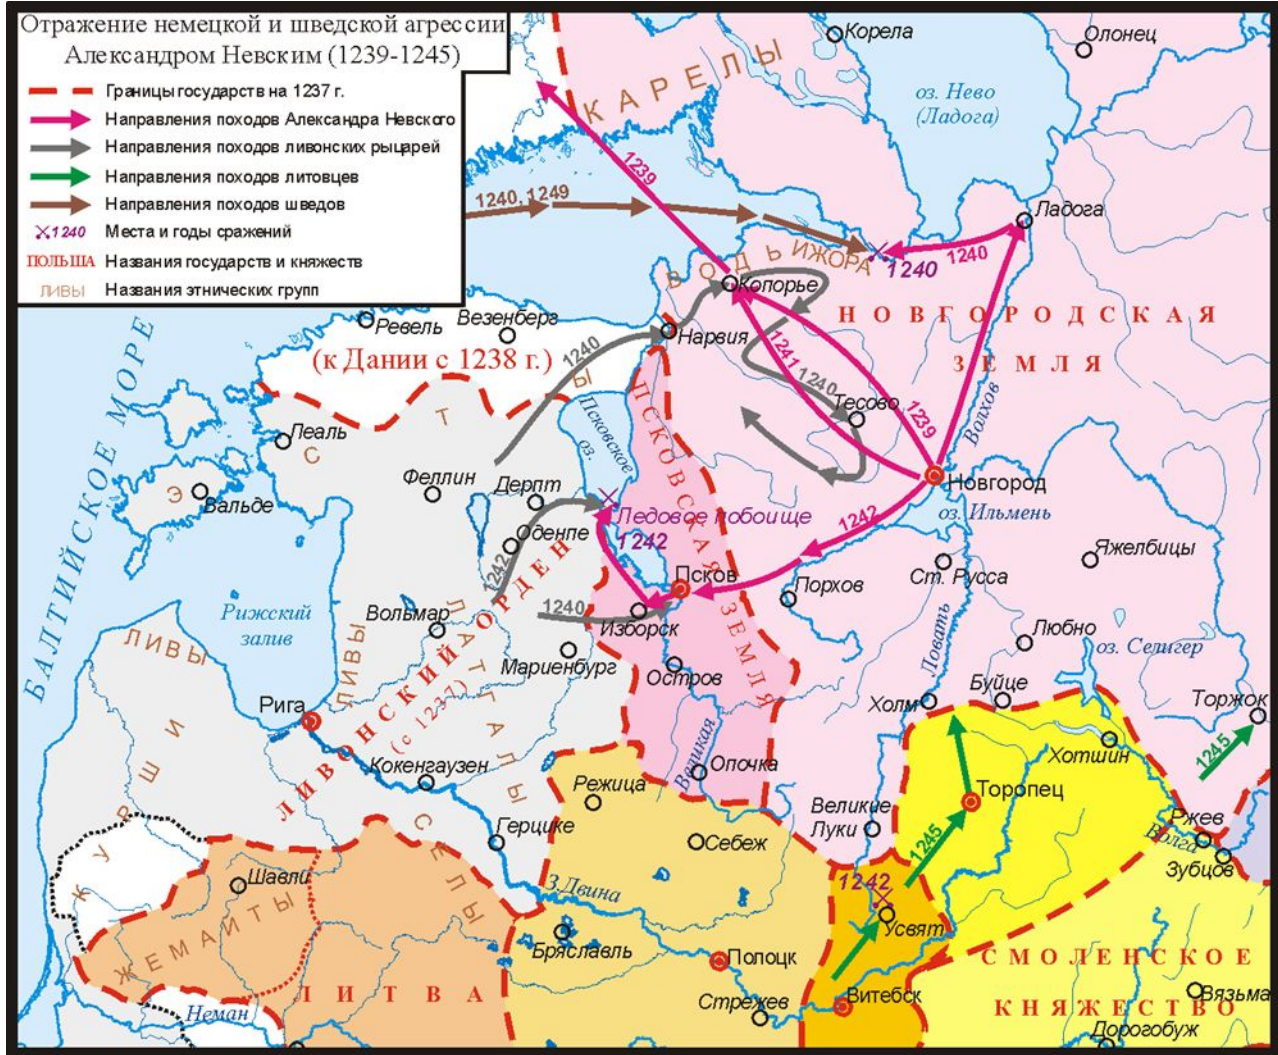 Отражение немецкой и шведской агрессии
Александром Невским (1239-1245)
Границы государств на 1237 г.
Направления походов Александра Невского
Направления походов ливонских рыцарей
Направления походов литовцев
Направления походов шведов
1240
Места и годы сражений
ПОЛЬША
Названия государств и княжеств
ЛИВЫ
Названия этнических групп
Корела
Олонец
КАРЕЛЫ
оз. Нево
(Ладога)
1239
1240, 1249
Ладога
1240
ВОДЬ
ИЖОРА
1240
Копорье
НОВГОРОДСКАЯ
ЗЕМЛЯ
БАЛТИЙСКОЕ МОРЕ
Ревель
Везенберг
Нарвия
(к Дании с 1238 г.)
1240
1241
1240
Тесово
1239
Волхов
ЭСТЫ
Псковское
оз.
ПСКОВСКАЯ ЗЕМЛЯ
Леаль
Вальде
Феллин
Дерпт
Оденпе
Новгород
оз. Ильмень
Ледовое побоище
1242
1242
1242
Яжелбицы
Ст. Русса
Псков
Порхов
1240
Изборск
Рижский
залив
Вольмар
Мариенбург
Остров
Ловать
Любно
оз. Селигер
ЛИВЫ
ЛИВЫ
ЛАТГАЛЫ
ЛИВОНСКИЙ ОРДЕН
(с 1237)
Рига
Холм
Буйце
Торжок
КУРШИ
Великая
Хотшин
1245
Кокенгаузен
Опочка
Режица
Торопец
Великие
Луки
Ржев
Волга
Зубцов
Герцике
СЕЛЫ
Себеж
1245
Шавли
ЖЕМАЙТЫ
З.Двина
1242
Усвят
Бряславль
Полоцк
СМОЛЕНСКОЕ
КНЯЖЕСТВО
ЛИТВА
Неман
Стрежев
Витебск
Вязьма
Дорогобуж